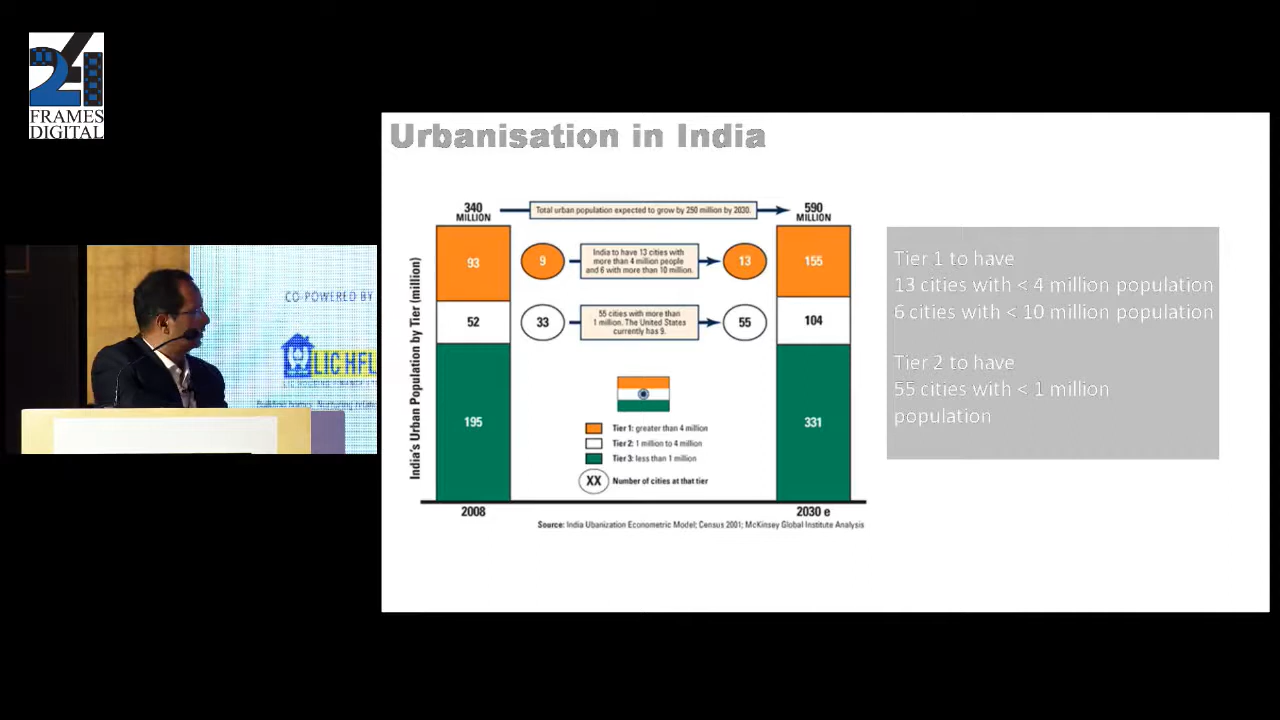 24
FRAMES
DIGITAL
CO-POWERED BY
LIC HFL
Urbanisation in India
340
MILLION
Total urban population expected to grow by 250 million by 2030.
590
MILLION
India's Urban Population by Tier (million)
93
9
India to have 13 cities with
more than 4 million people
and 6 with more than 10 million.
13
155
52
33
55 cities with more than
1 million. The United States
currently has 9.
55
104
195
331
Tier 1: greater than 4 million
Tier 2: 1 million to 4 million
Tier 3: less than 1 million
XX Number of cities at that tier
2008
2030 e
Source: India Ubanization Econometric Model; Census 2001; McKinsey Global Institute Analysis
Tier 1 to have
13 cities with < 4 million population
6 cities with < 10 million population
Tier 2 to have
55 cities with < 1 million
population